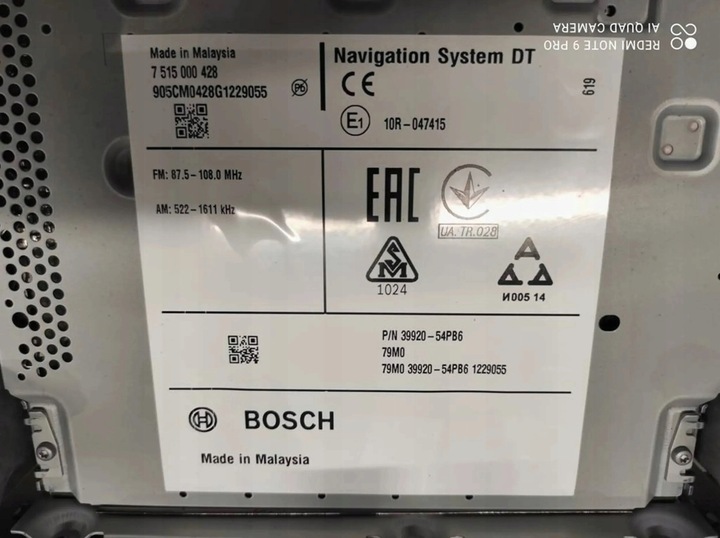 REDMI NOTE 9 PRO
AI QUAD CAMERA
Made in Malaysia
7 515 000 428
905CM0428G1229055
Pb
Navigation System DT
CE
E1
10R-047415
619
FM: 87.5-108.0 MHz
AM: 522-1611 kHz
EAC
UA.TR.028
SM
1024
A
И005 14
P/N 39920-54PB6
79M0
79M0 39920-54PB6 1229055
BOSCH
Made in Malaysia